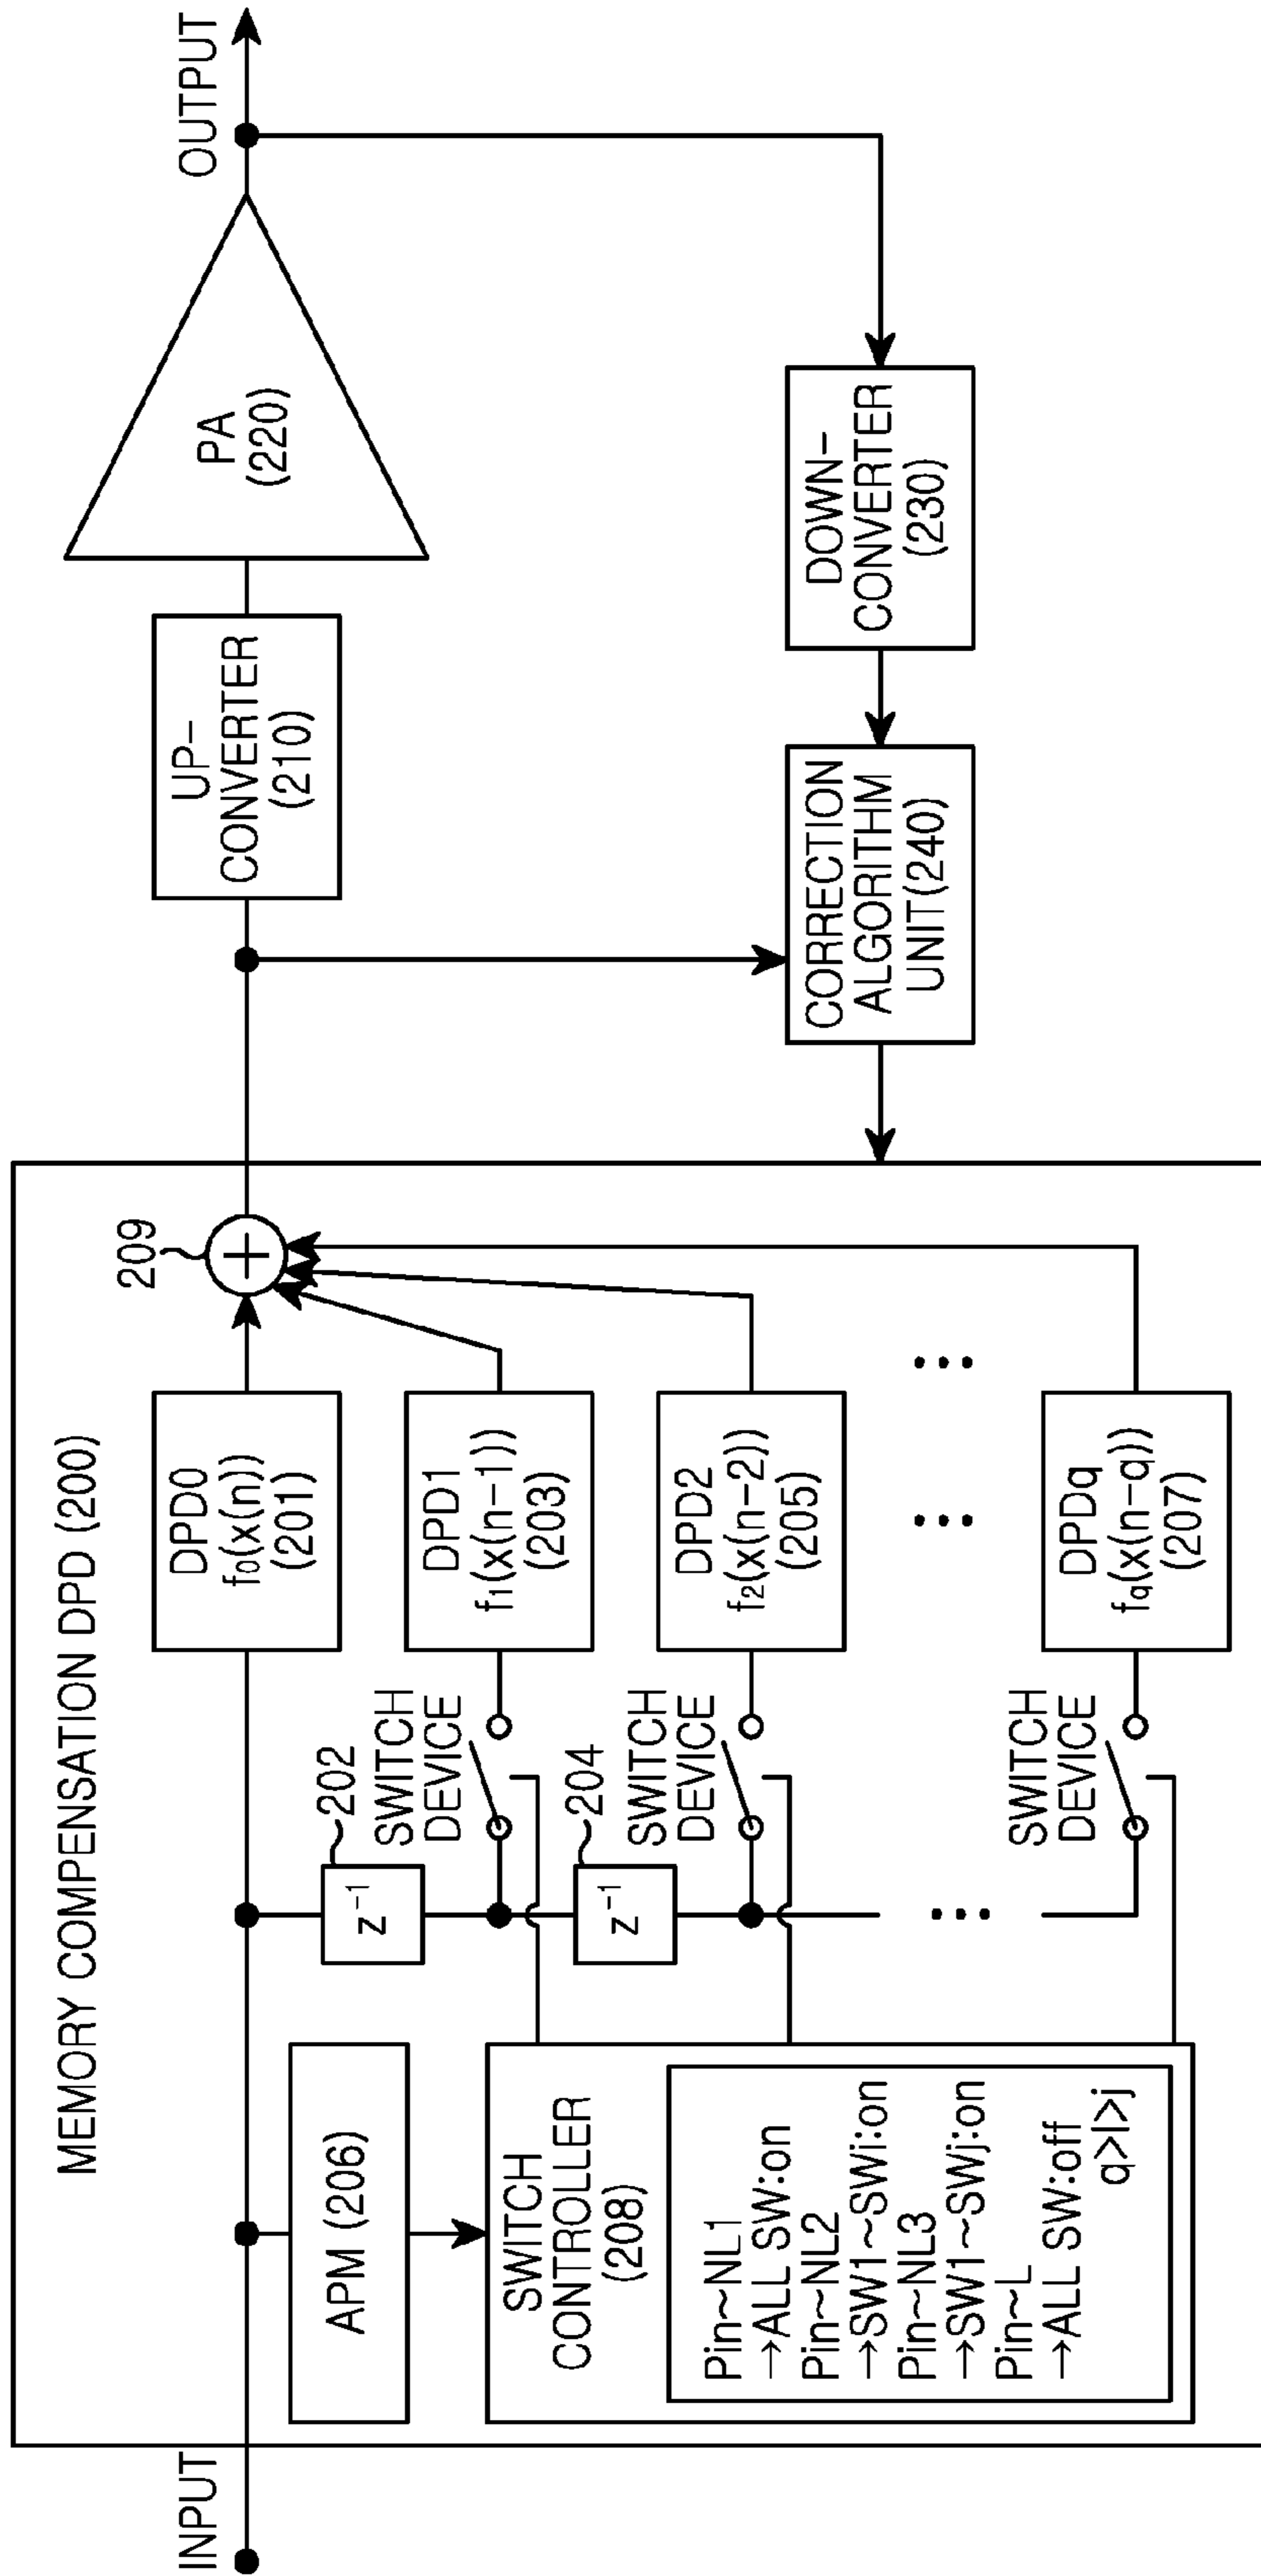 MEMORY COMPENSATION DPD (200)
INPUT
APM (206)
SWITCH
CONTROLLER
(208)
Pin~NL1
→ALL SW:on
Pin~NL2
→SW1~SWi:on
Pin~NL3
→SW1~SWj:on
Pin~L
→ALL SW:off
q>l>j
202
z⁻¹
SWITCH
DEVICE
204
z⁻¹
SWITCH
DEVICE
...
SWITCH
DEVICE
DPD0
f₀(x(n))
(201)
DPD1
f₁(x(n-1))
(203)
DPD2
f₂(x(n-2))
(205)
...
...
DPDq
fq(x(n-q))
(207)
209
+
UP-
CONVERTER
(210)
PA
(220)
OUTPUT
DOWN-
CONVERTER
(230)
CORRECTION
ALGORITHM
UNIT(240)